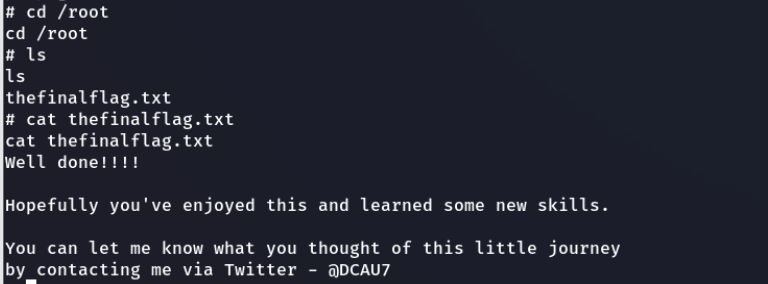 # cd /root
cd /root
# ls
ls
thefinalflag.txt
# cat thefinalflag.txt
cat thefinalflag.txt
Well done!!!!
Hopefully you've enjoyed this and learned some new skills.
You can let me know what you thought of this little journey
by contacting me via Twitter - @DCAU7